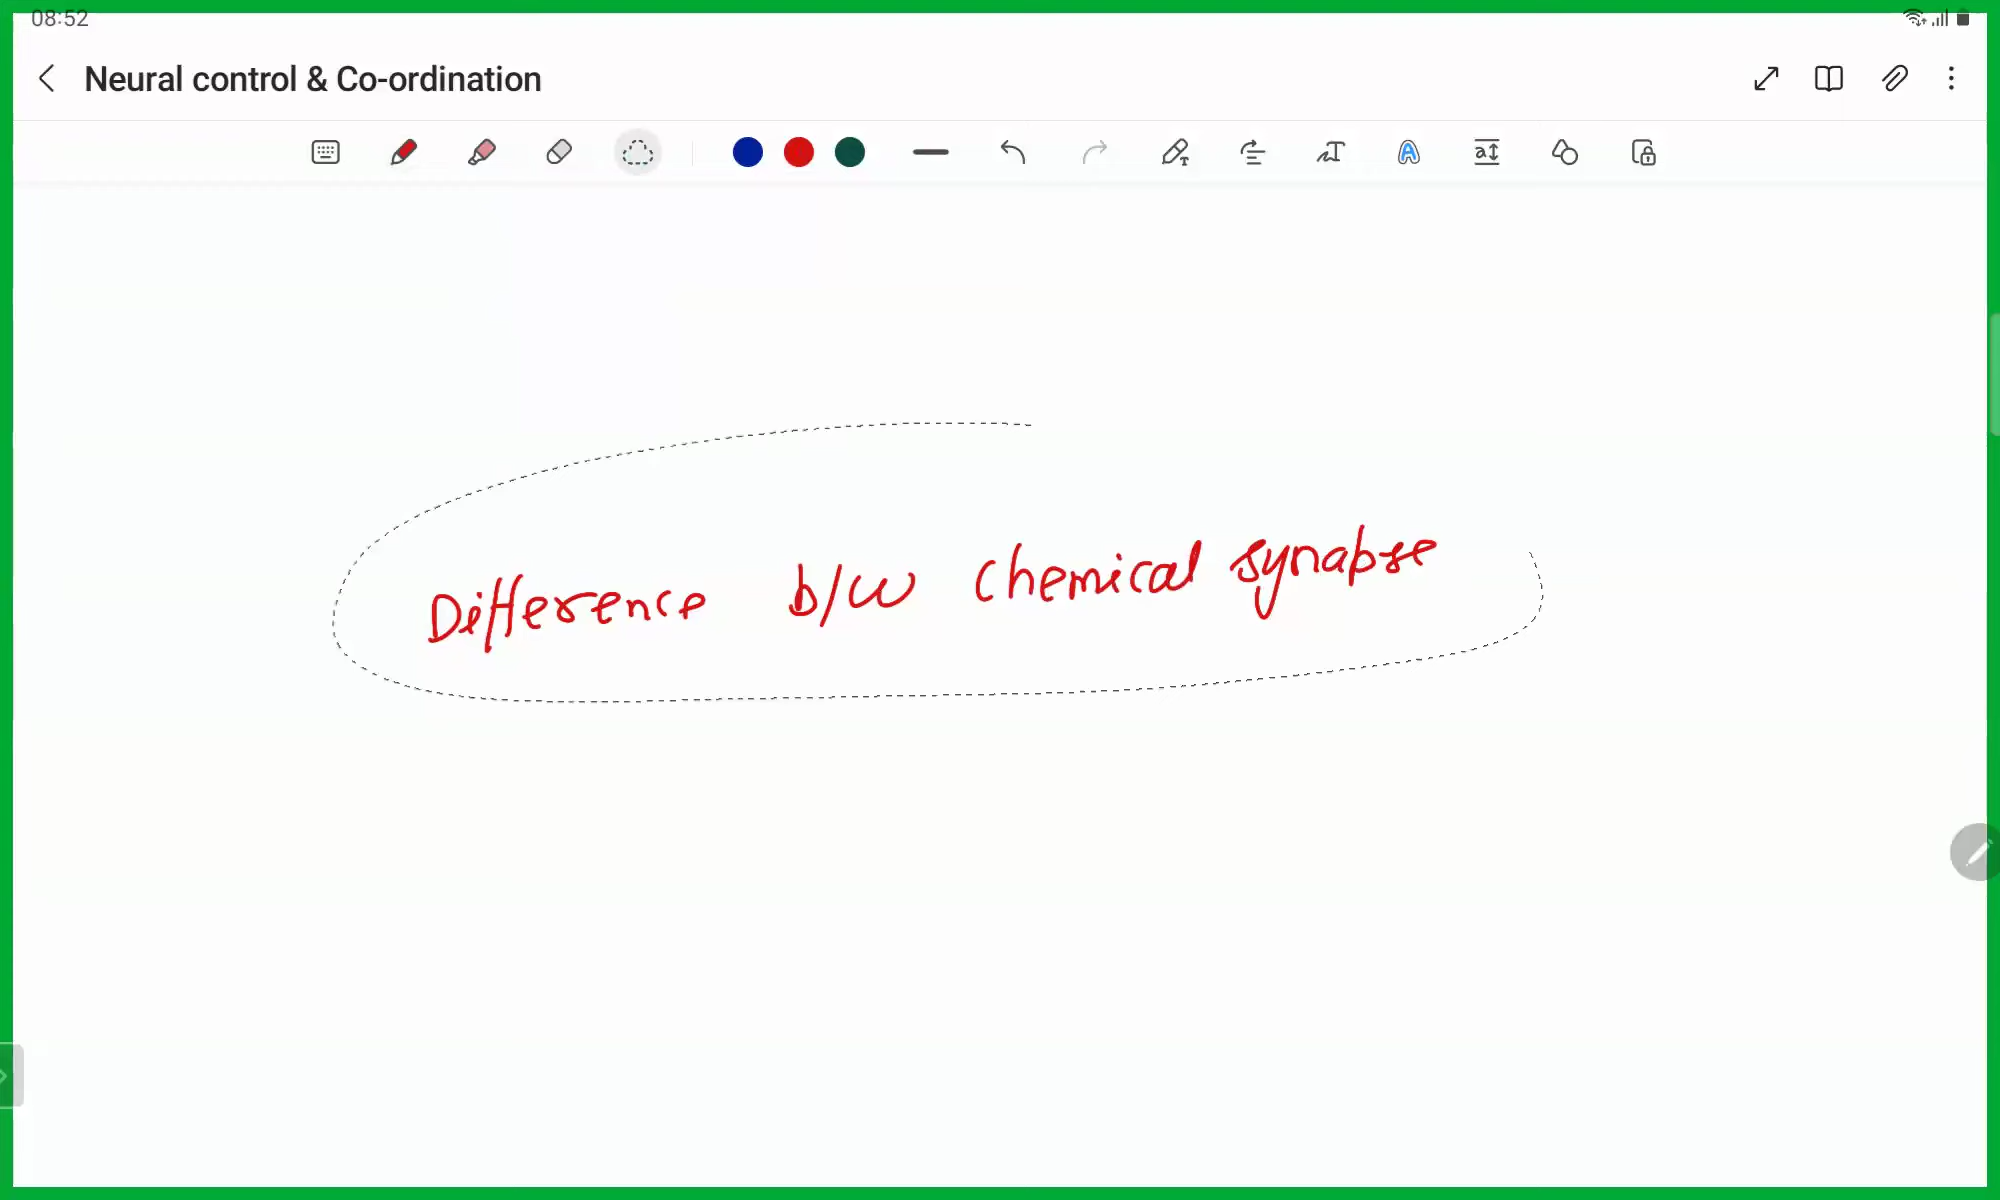 08:52
Neural control & Co-ordination
Difference b/w chemical synapse